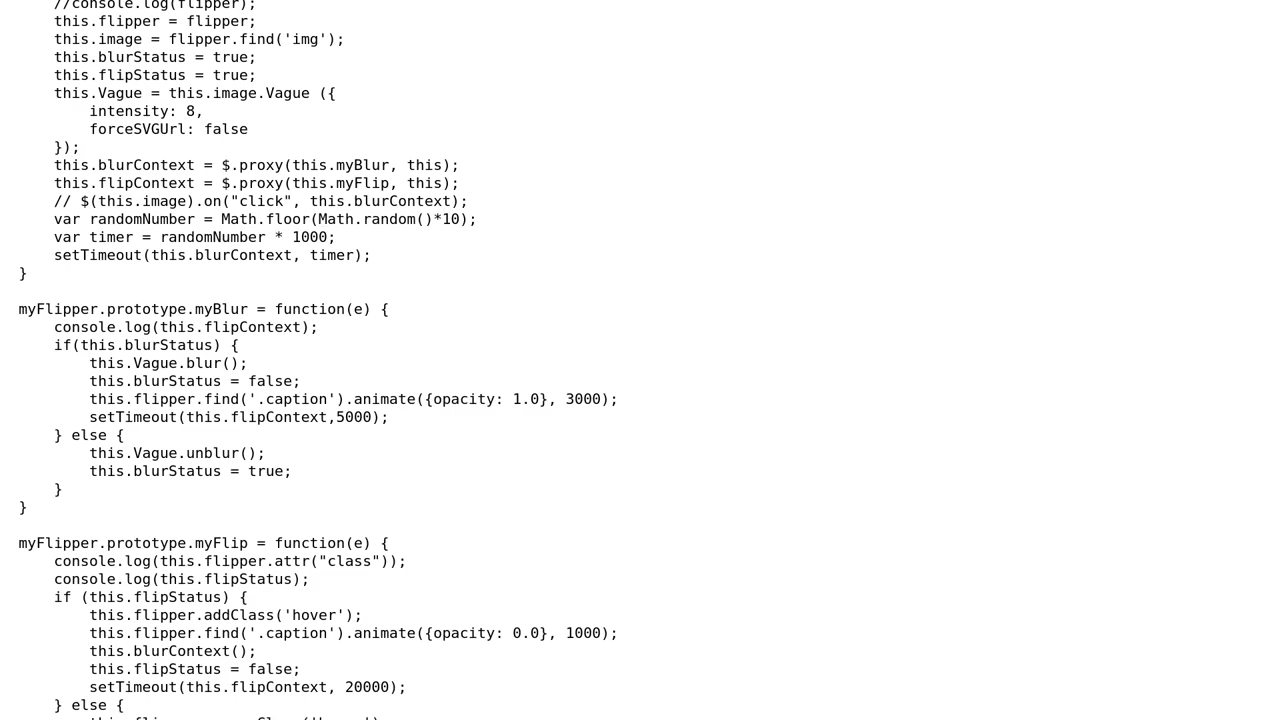 //console.log(flipper);
this.flipper = flipper;
this.image = flipper.find('img');
this.blurStatus = true;
this.flipStatus = true;
this.Vague = this.image.Vague ({
intensity: 8,
forceSVGUrl: false
});
this.blurContext = $.proxy(this.myBlur, this);
this.flipContext = $.proxy(this.myFlip, this);
// $(this.image).on("click", this.blurContext);
var randomNumber = Math.floor(Math.random()*10);
var timer = randomNumber * 1000;
setTimeout(this.blurContext, timer);
}
myFlipper.prototype.myBlur = function(e) {
console.log(this.flipContext);
if(this.blurStatus) {
this.Vague.blur();
this.blurStatus = false;
this.flipper.find('.caption').animate({opacity: 1.0}, 3000);
setTimeout(this.flipContext,5000);
} else {
this.Vague.unblur();
this.blurStatus = true;
}
}
myFlipper.prototype.myFlip = function(e) {
console.log(this.flipper.attr("class"));
console.log(this.flipStatus);
if (this.flipStatus) {
this.flipper.addClass('hover');
this.flipper.find('.caption').animate({opacity: 0.0}, 1000);
this.blurContext();
this.flipStatus = false;
setTimeout(this.flipContext, 20000);
} else {